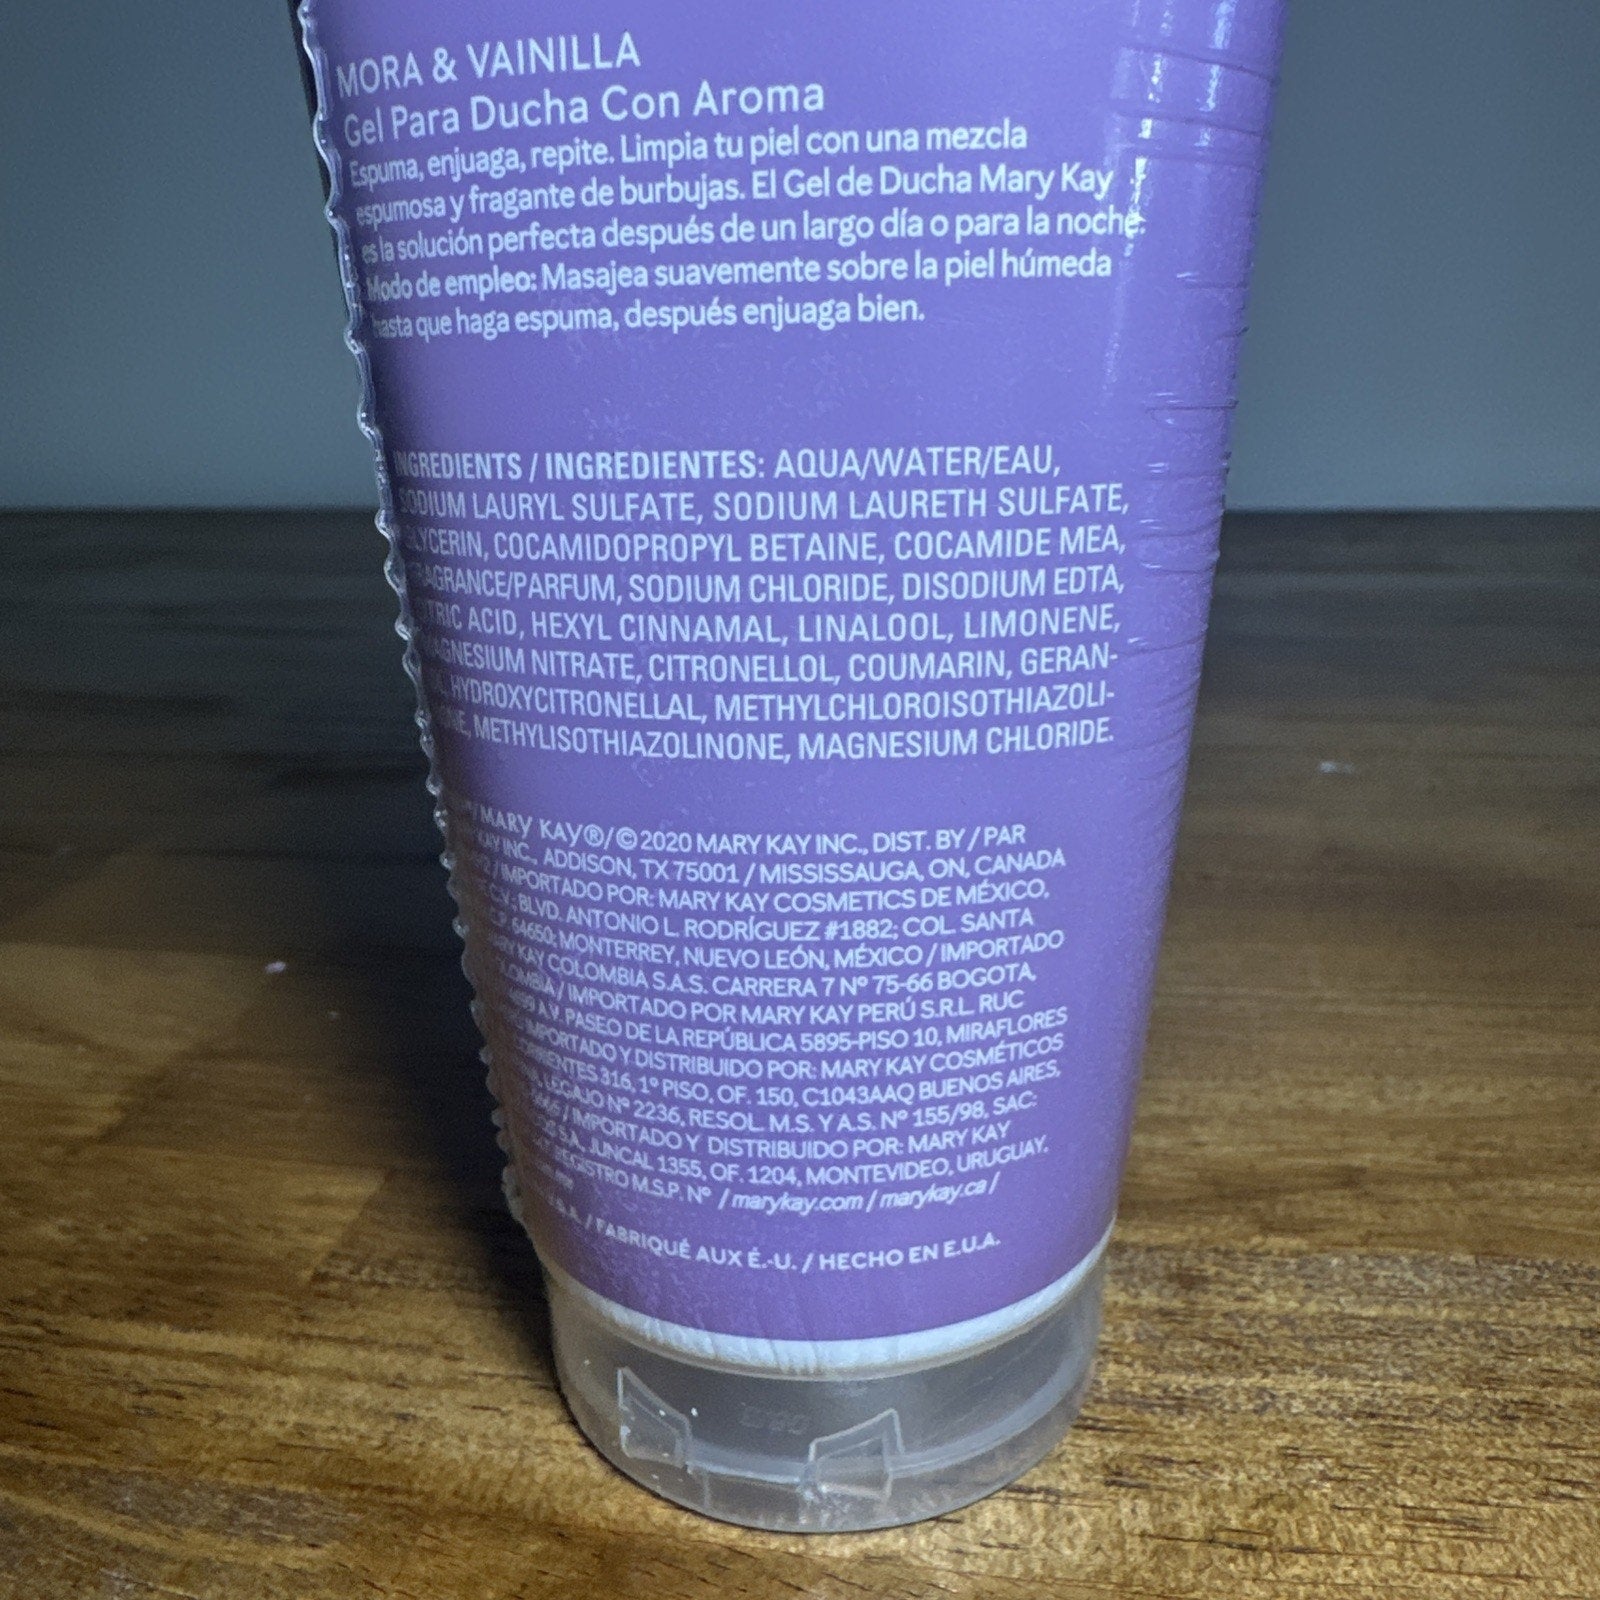 MORA & VAINILLA
Gel Para Ducha Con Aroma
Espuma, enjuaga, repite. Limpia tu piel con una mezcla
espumosa y fragante de burbujas. El Gel de Ducha Mary Kay
es la solución perfecta después de un largo día o para la noche.
Modo de empleo: Masajea suavemente sobre la piel húmeda
hasta que haga espuma, después enjuaga bien.
INGREDIENTS / INGREDIENTES: AQUA/WATER/EAU,
SODIUM LAURYL SULFATE, SODIUM LAURETH SULFATE,
GLYCERIN, COCAMIDOPROPYL BETAINE, COCAMIDE MEA,
FRAGRANCE/PARFUM, SODIUM CHLORIDE, DISODIUM EDTA,
CITRIC ACID, HEXYL CINNAMAL, LINALOOL, LIMONENE,
MAGNESIUM NITRATE, CITRONELLOL, COUMARIN, GERAN-
HYDROXYCITRONELLAL, METHYLCHLOROISOTHIAZOLI-
METHYLISOTHIAZOLINONE, MAGNESIUM CHLORIDE.
/ MARY KAY®/© 2020 MARY KAY INC., DIST. BY / PAR
KAY INC., ADDISON, TX 75001 / MISSISSAUGA, ON, CANADA
/ IMPORTADO POR: MARY KAY COSMETICS DE MÉXICO,
C.V.; BLVD. ANTONIO L. RODRÍGUEZ #1882; COL. SANTA
C.P. 64650; MONTERREY, NUEVO LEÓN, MÉXICO / IMPORTADO
MARY KAY COLOMBIA S.A.S. CARRERA 7 Nº 75-66 BOGOTA,
/ IMPORTADO POR MARY KAY PERÚ S.R.L. RUC
AV. PASEO DE LA REPÚBLICA 5895-PISO 10, MIRAFLORES
IMPORTADO Y DISTRIBUIDO POR: MARY KAY COSMÉTICOS
316, 1º PISO, OF. 150, C1043AAQ BUENOS AIRES,
LEGAJO Nº 2236, RESOL. M.S. Y A.S. Nº 155/98, SAC:
/ IMPORTADO Y DISTRIBUIDO POR: MARY KAY
S.A. JUNCAL 1355, OF. 1204, MONTEVIDEO, URUGUAY,
REGISTRO M.S.P. Nº / marykay.com / marykay.ca /
/ FABRIQUÉ AUX É.-U. / HECHO EN E.U.A.